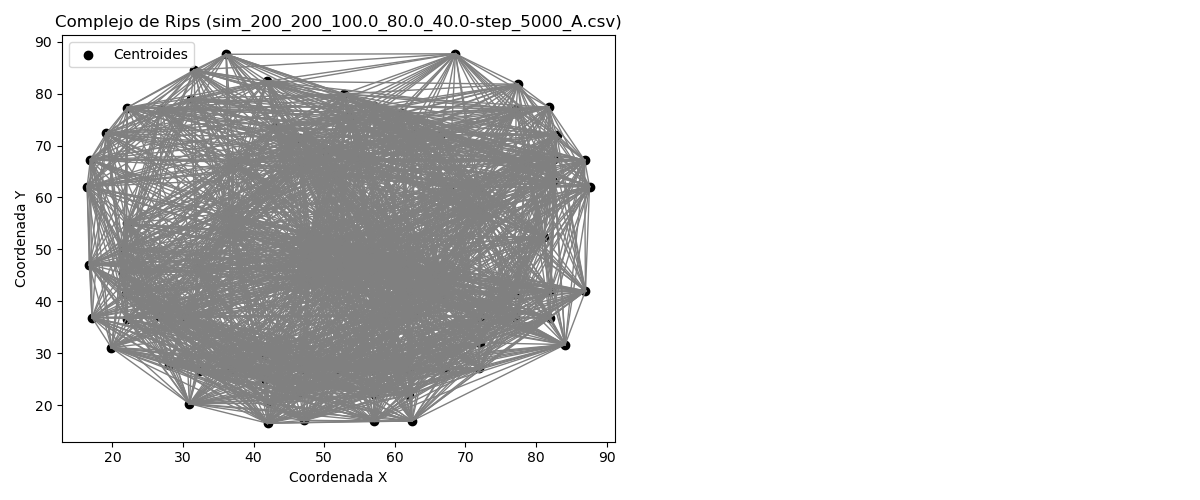 Complejo de Rips (sim_200_200_100.0_80.0_40.0-step_5000_A.csv)
Centroides
90
80
70
60
50
40
30
20
Coordenada Y
20 30 40 50 60 70 80 90
Coordenada X